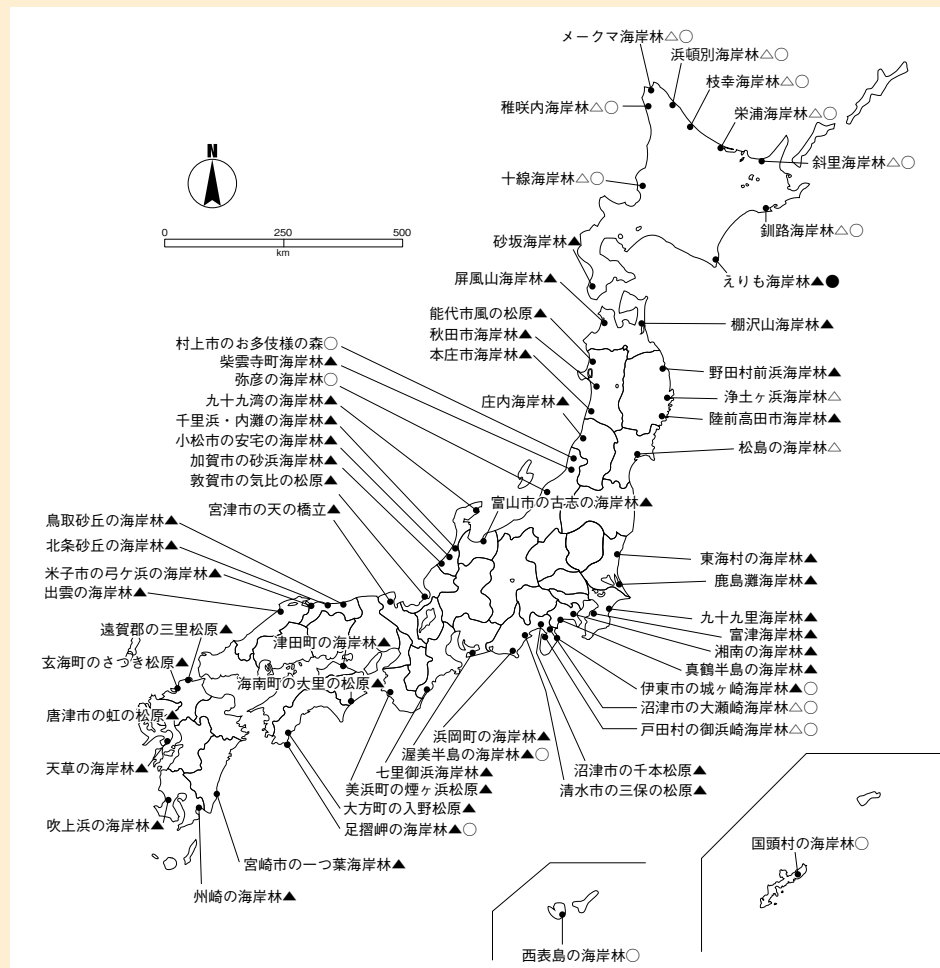 メークマ海岸林△○
浜頓別海岸林△○
枝幸海岸林△○
稚咲内海岸林△○
栄浦海岸林△○
斜里海岸林△○
十線海岸林△○
釧路海岸林△○
えりも海岸林▲●
N
0 250 500
km
砂坂海岸林▲
屏風山海岸林▲
能代市風の松原▲
秋田市海岸林▲
本庄市海岸林▲
棚沢山海岸林▲
村上市のお多伎様の森○
柴雲寺町海岸林▲
弥彦の海岸林○
九十九湾の海岸林▲
千里浜・内灘の海岸林▲
小松市の安宅の海岸林▲
加賀市の砂浜海岸林▲
敦賀市の気比の松原▲
宮津市の天の橋立▲
庄内海岸林▲
野田村前浜海岸林▲
浄土ヶ浜海岸林△
陸前高田市海岸林▲
松島の海岸林△
富山市の古志の海岸林▲
鳥取砂丘の海岸林▲
北条砂丘の海岸林▲
米子市の弓ケ浜の海岸林▲
出雲の海岸林▲
東海村の海岸林▲
鹿島灘海岸林▲
九十九里海岸林▲
富津海岸林▲
湘南の海岸林▲
真鶴半島の海岸林▲
伊東市の城ヶ崎海岸林▲○
沼津市の大瀬崎海岸林△○
戸田村の御浜崎海岸林△○
遠賀郡の三里松原▲
津田町の海岸林▲
玄海町のさつき松原▲
海南町の大里の松原▲
唐津市の虹の松原▲
天草の海岸林▲
吹上浜の海岸林▲
浜岡町の海岸林▲
渥美半島の海岸林▲○
七里御浜海岸林▲
美浜町の煙ヶ浜松原▲
大方町の入野松原▲
足摺岬の海岸林▲○
沼津市の千本松原▲
清水市の三保の松原▲
宮崎市の一つ葉海岸林▲
州崎の海岸林▲
国頭村の海岸林○
西表島の海岸林○